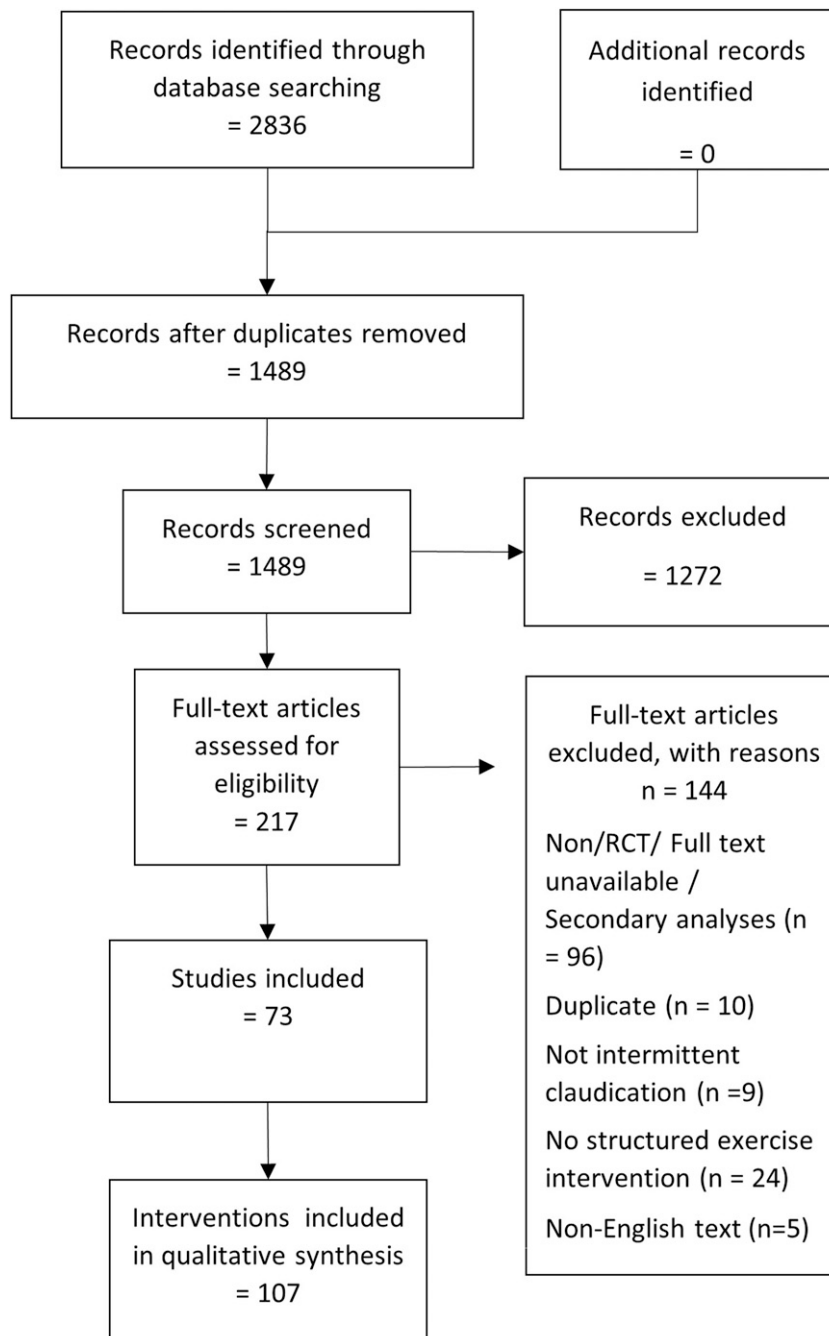 Records identified through
database searching
= 2836
Additional records
identified
= 0
Records after duplicates removed
= 1489
Records screened
= 1489
Records excluded
= 1272
Full-text articles
assessed for
eligibility
= 217
Full-text articles
excluded, with reasons
n = 144
Non/RCT/ Full text
unavailable /
Secondary analyses (n
= 96)
Duplicate (n = 10)
Not intermittent
claudication (n =9)
No structured exercise
intervention (n = 24)
Non-English text (n=5)
Studies included
= 73
Interventions included
in qualitative synthesis
= 107